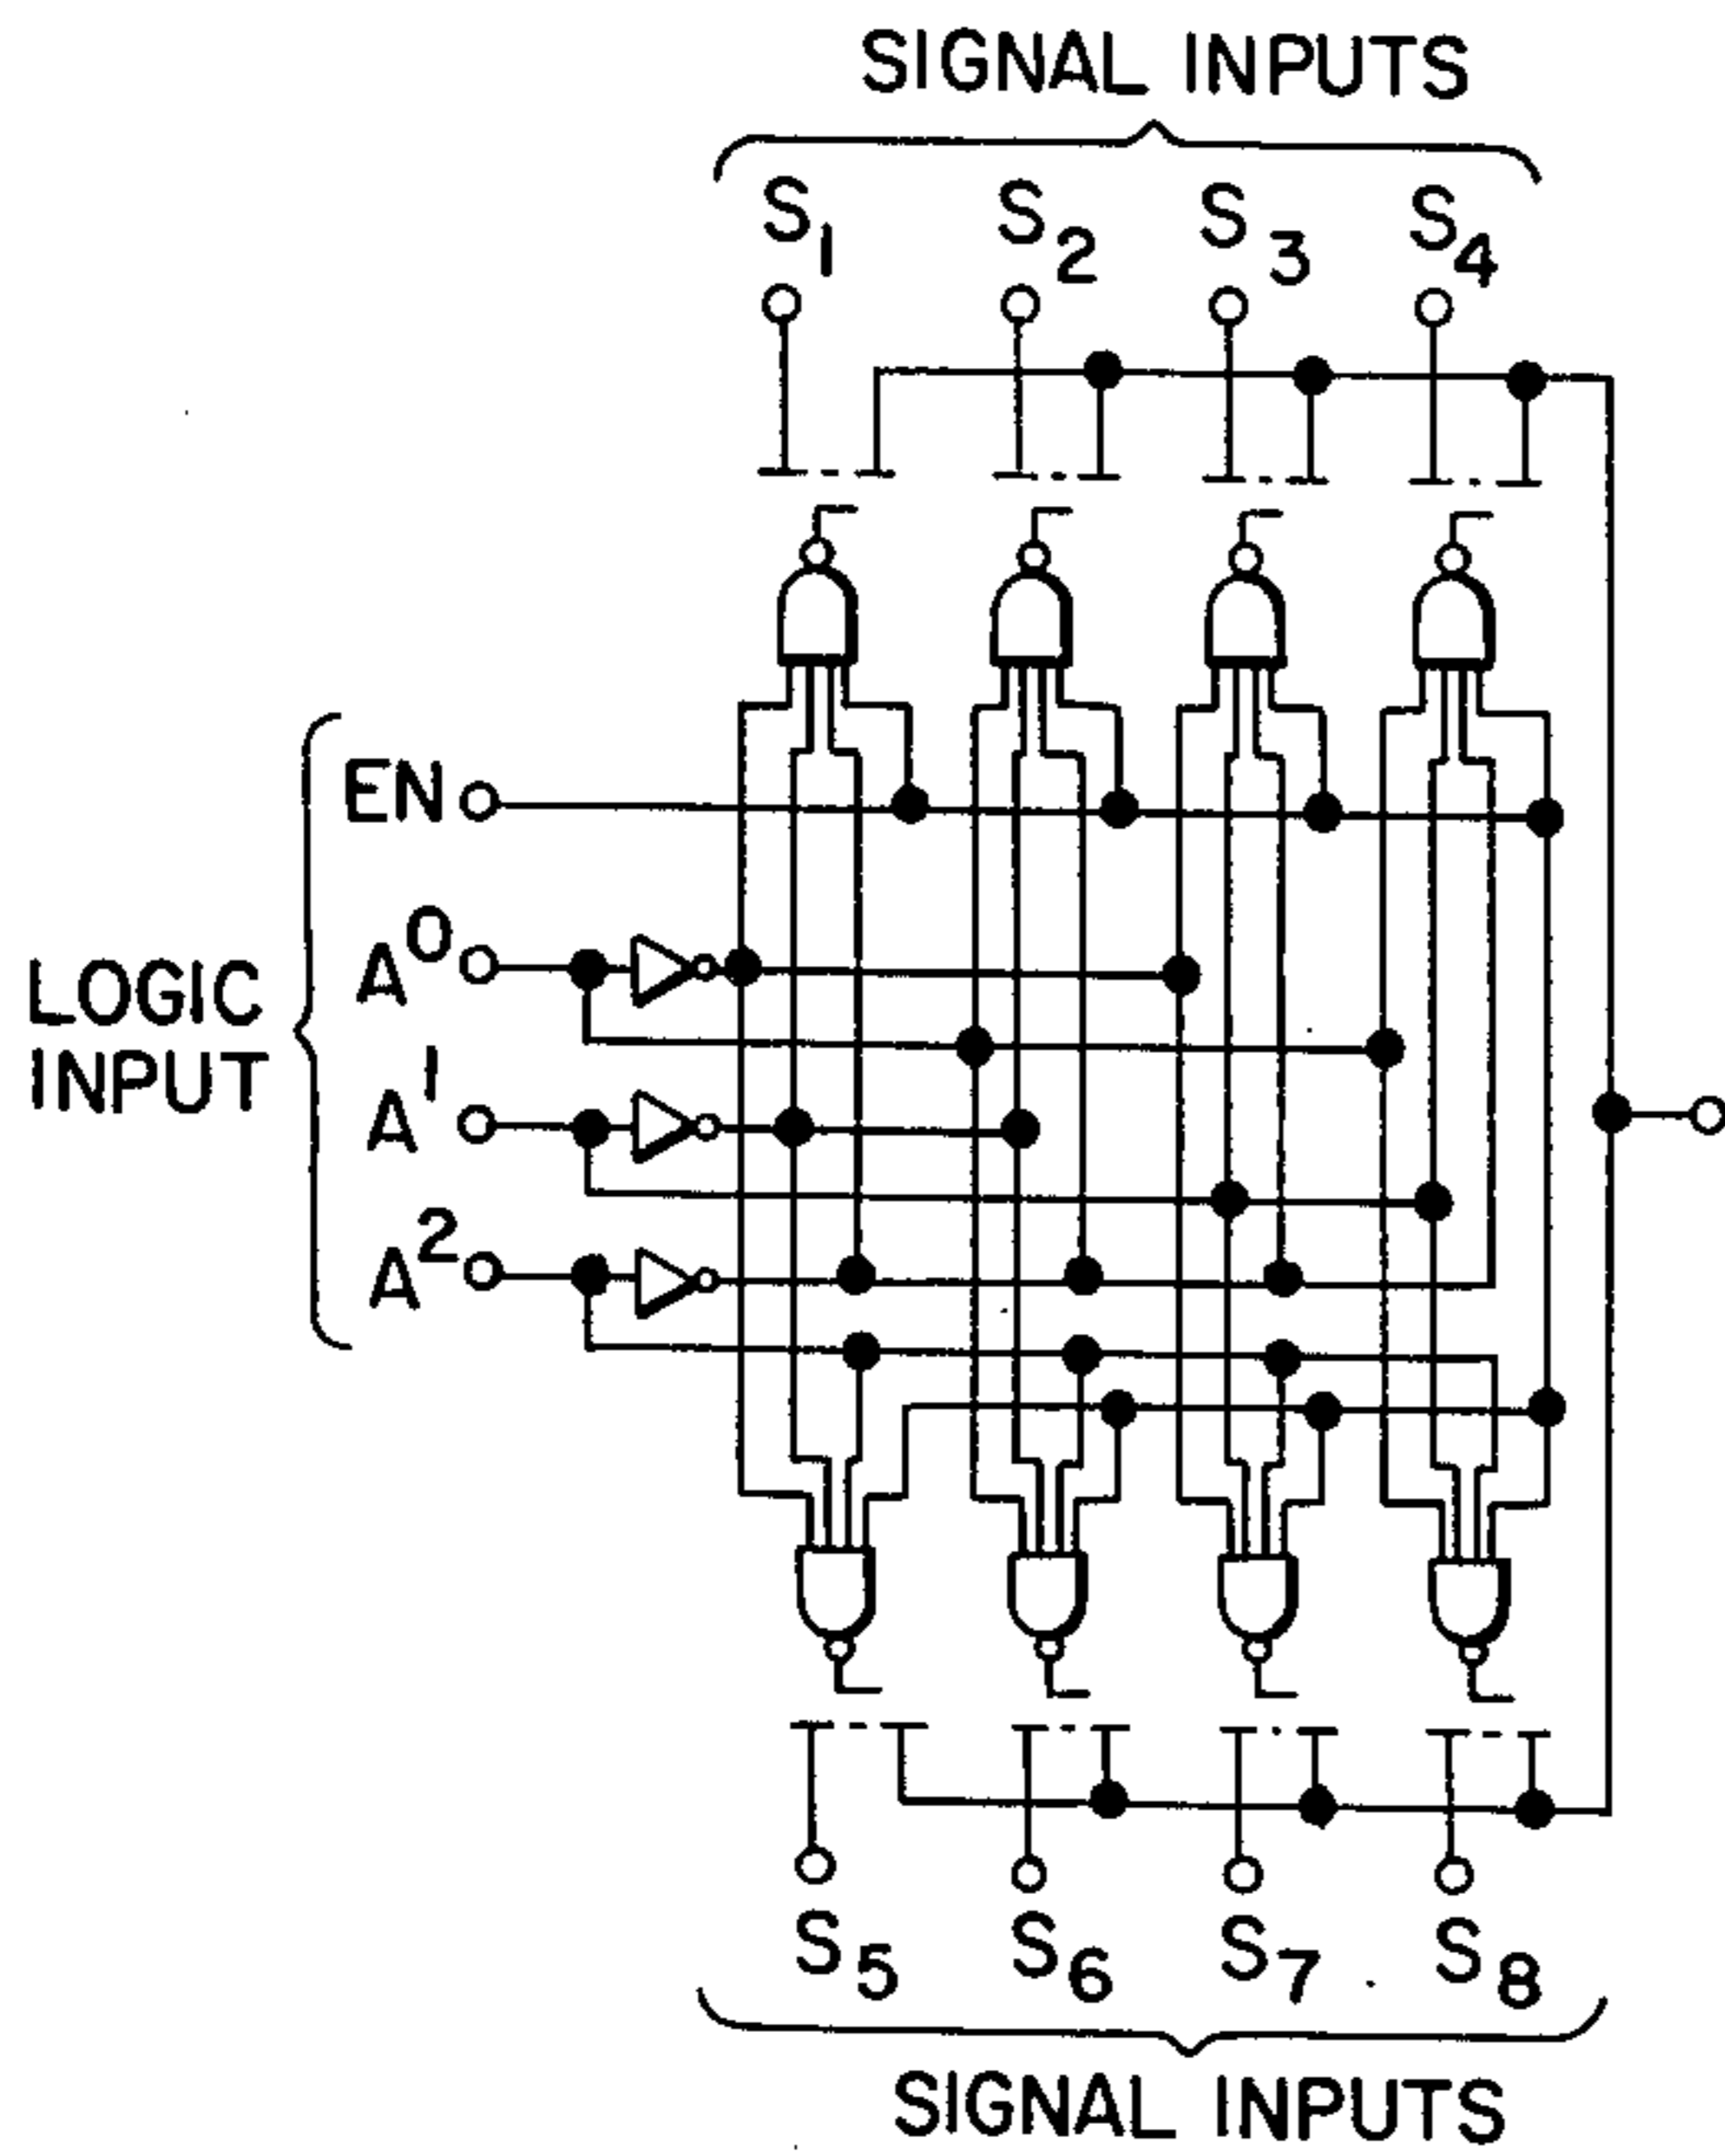 SIGNAL INPUTS
S1 S2 S3 S4
EN
A0
LOGIC
INPUT
A1
A2
S5 S6 S7 S8
SIGNAL INPUTS